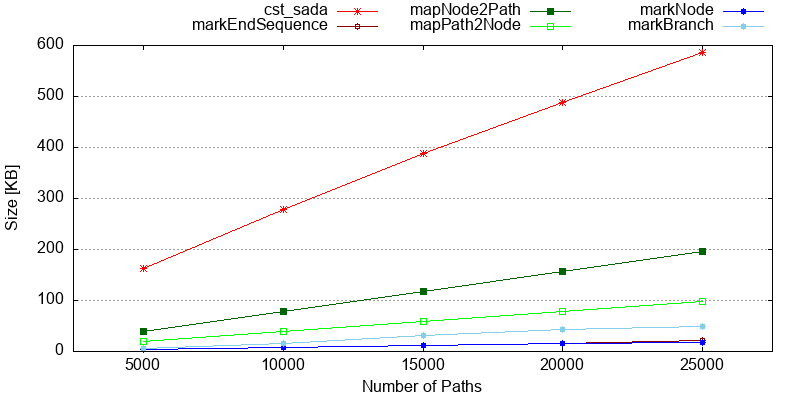 cst_sada mapNode2Path markNode
markEndSequence mapPath2Node markBranch
600
500
400
300
200
100
0
Size [KB]
5000 10000 15000 20000 25000
Number of Paths